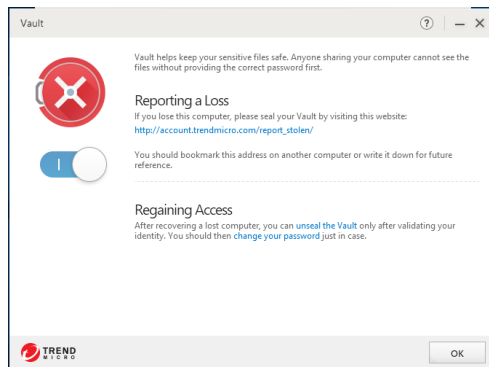 Vault
?
Vault helps keep your sensitive files safe. Anyone sharing your computer cannot see the
files without providing the correct password first.
Reporting a Loss
If you lose this computer, please seal your Vault by visiting this website:
http://account.trendmicro.com/report_stolen/
You should bookmark this address on another computer or write it down for future
reference.
Regaining Access
After recovering a lost computer, you can unseal the Vault only after validating your
identity. You should then change your password just in case.
TREND
MICRO
OK